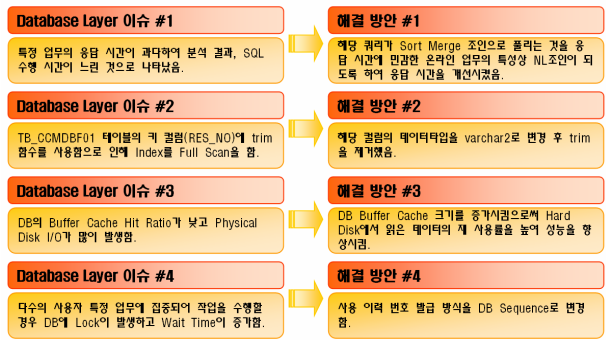 Database Layer 이슈 #1
특정 업무의 응답 시간이 과다하여 분석 결과, SQL
수행 시간이 느린 것으로 나타났음.
해결 방안 #1
해당 쿼리가 Sort Merge 조인으로 풀리는 것을 응
답 시간에 민감한 온라인 업무의 특성상 NL조인이 되
도록 하여 응답 시간을 개선시켰음.
Database Layer 이슈 #2
TB_CCMDBF01 테이블의 키 컬럼(RES_NO)에 trim
함수를 사용함으로 인해 Index를 Full Scan을 함.
해결 방안 #2
해당 컬럼의 데이터타입을 varchar2로 변경 후 trim
을 제거했음.
Database Layer 이슈 #3
DB의 Buffer Cache Hit Ratio가 낮고 Physical
Disk I/O가 많이 발생함.
해결 방안 #3
DB Buffer Cache 크기를 증가시킴으로써 Hard
Disk에서 읽은 데이터의 재 사용률을 높여 성능을 향
상시킴.
Database Layer 이슈 #4
다수의 사용자 특정 업무에 집중되어 작업을 수행할
경우 DB에 Lock이 발생하고 Wait Time이 증가함.
해결 방안 #4
사용 이력 번호 발급 방식을 DB Sequence로 변경
함.